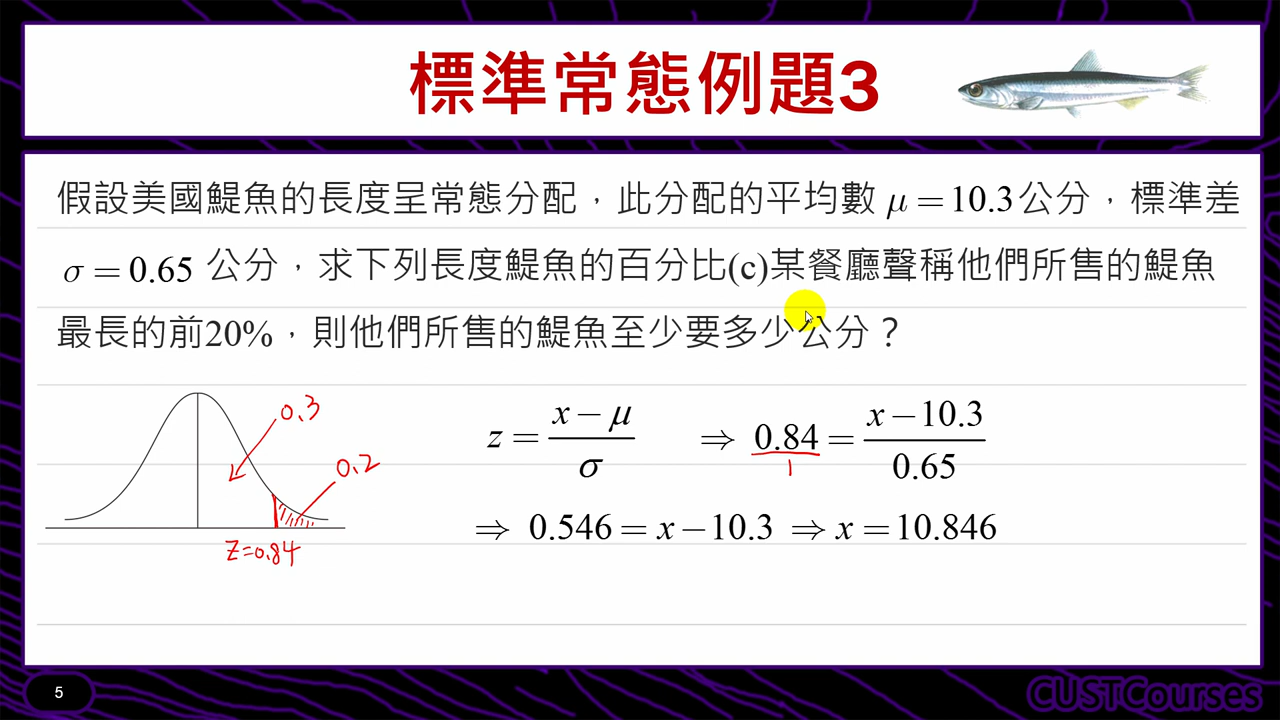 標準常態例題3
假設美國鯷魚的長度呈常態分配，此分配的平均數 μ = 10.3公分，標準差
σ = 0.65 公分，求下列長度鯷魚的百分比(c)某餐廳聲稱他們所售的鯷魚
最長的前20%，則他們所售的鯷魚至少要多少公分？
0.3
0.2
Z=0.84
z = (x − μ)/σ ⇒ 0.84 = (x − 10.3)/0.65
⇒ 0.546 = x − 10.3 ⇒ x = 10.846
5
CUSTCourses